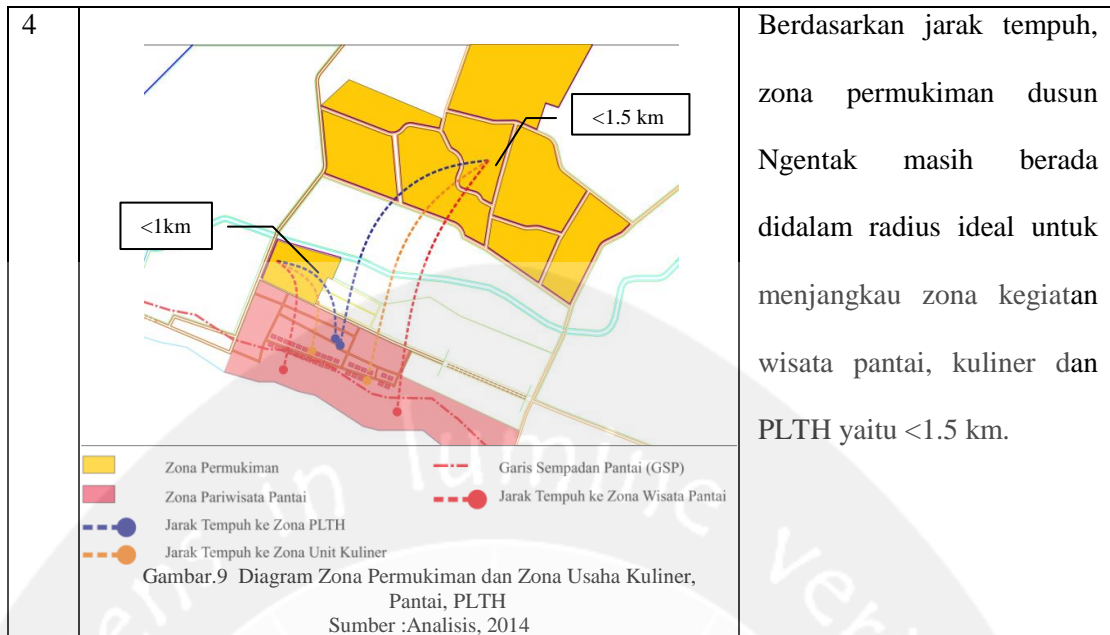 4
<1.5 km
<1km
Zona Permukiman
Zona Pariwisata Pantai
Jarak Tempuh ke Zona PLTH
Jarak Tempuh ke Zona Unit Kuliner
Garis Sempadan Pantai (GSP)
Jarak Tempuh ke Zona Wisata Pantai
Gambar.9 Diagram Zona Permukiman dan Zona Usaha Kuliner,
Pantai, PLTH
Sumber :Analisis, 2014
Berdasarkan jarak tempuh,
zona permukiman dusun
Ngentak masih berada
didalam radius ideal untuk
menjangkau zona kegiatan
wisata pantai, kuliner dan
PLTH yaitu <1.5 km.
in lumine ver